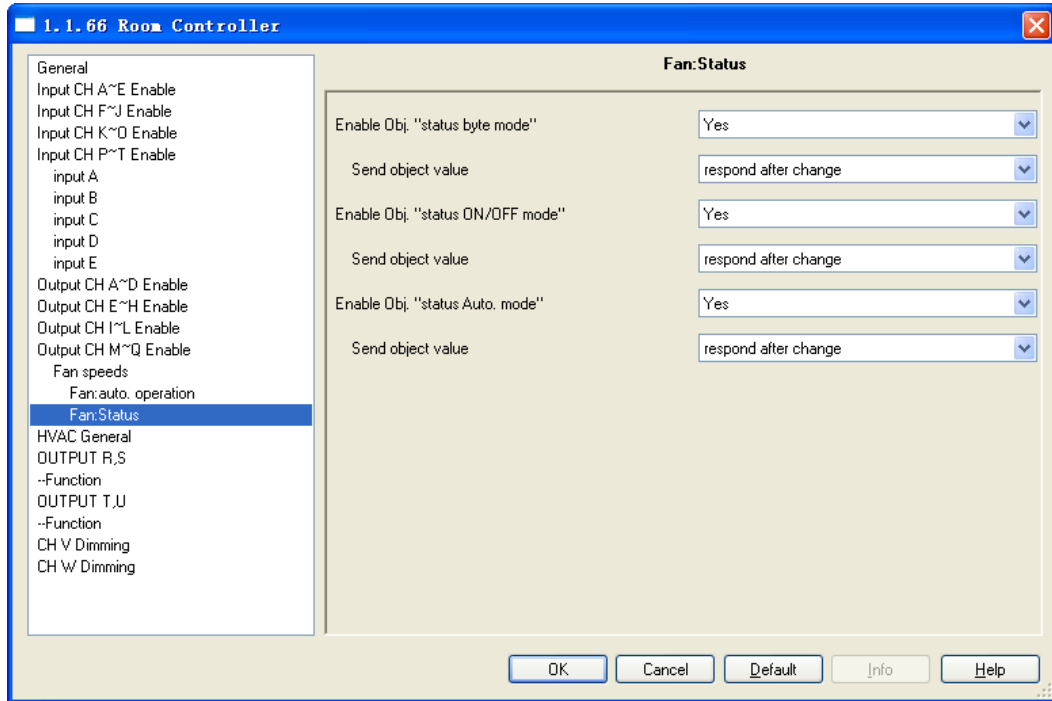 1.1.66 Room Controller
General
Input CH A~E Enable
Input CH F~J Enable
Input CH K~O Enable
Input CH P~T Enable
input A
input B
input C
input D
input E
Output CH A~D Enable
Output CH E~H Enable
Output CH I~L Enable
Output CH M~Q Enable
Fan speeds
Fan:auto. operation
Fan:Status
HVAC General
OUTPUT R,S
--Function
OUTPUT T,U
--Function
CH V Dimming
CH W Dimming
Fan:Status
Enable Obj. "status byte mode" Yes
Send object value respond after change
Enable Obj. "status ON/OFF mode" Yes
Send object value respond after change
Enable Obj. "status Auto. mode" Yes
Send object value respond after change
OK Cancel Default Info Help